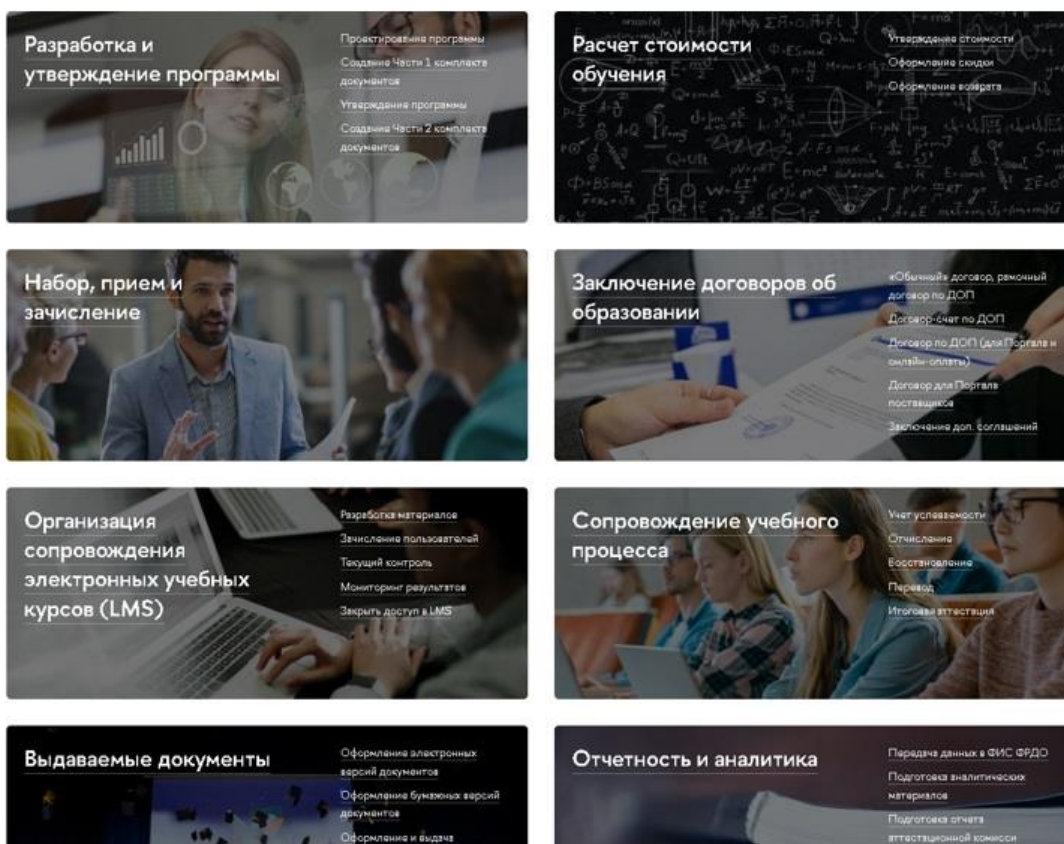 Разработка и
утверждение программы
Проектирование программы
Создание Части 1 комплекта
документов
Утверждение программы
Создание Части 2 комплекта
документов
Расчет стоимости
обучения
Утверждение стоимости
Оформление скидки
Оформление возврата
Набор, прием и
зачисление
Заключение договоров об
образовании
«Обычный» договор, рамочный
договор по ДОП
Договор-счет по ДОП
Договор по ДОП (для Портала и
онлайн-оплаты)
Договор для Портала
поставщиков
Заключение доп. соглашений
Организация
сопровождения
электронных учебных
курсов (LMS)
Разработка материалов
Зачисление пользователей
Текущий контроль
Мониторинг результатов
Закрыть доступ в LMS
Сопровождение учебного
процесса
Учет успеваемости
Отчисление
Восстановление
Перевод
Итоговая аттестация
Выдаваемые документы
Оформление электронных
версий документов
Оформление бумажных версий
документов
Оформление и выдача
Отчетность и аналитика
Передача данных в ФИС ФРДО
Подготовка аналитических
материалов
Подготовка отчета
аттестационной комиссии